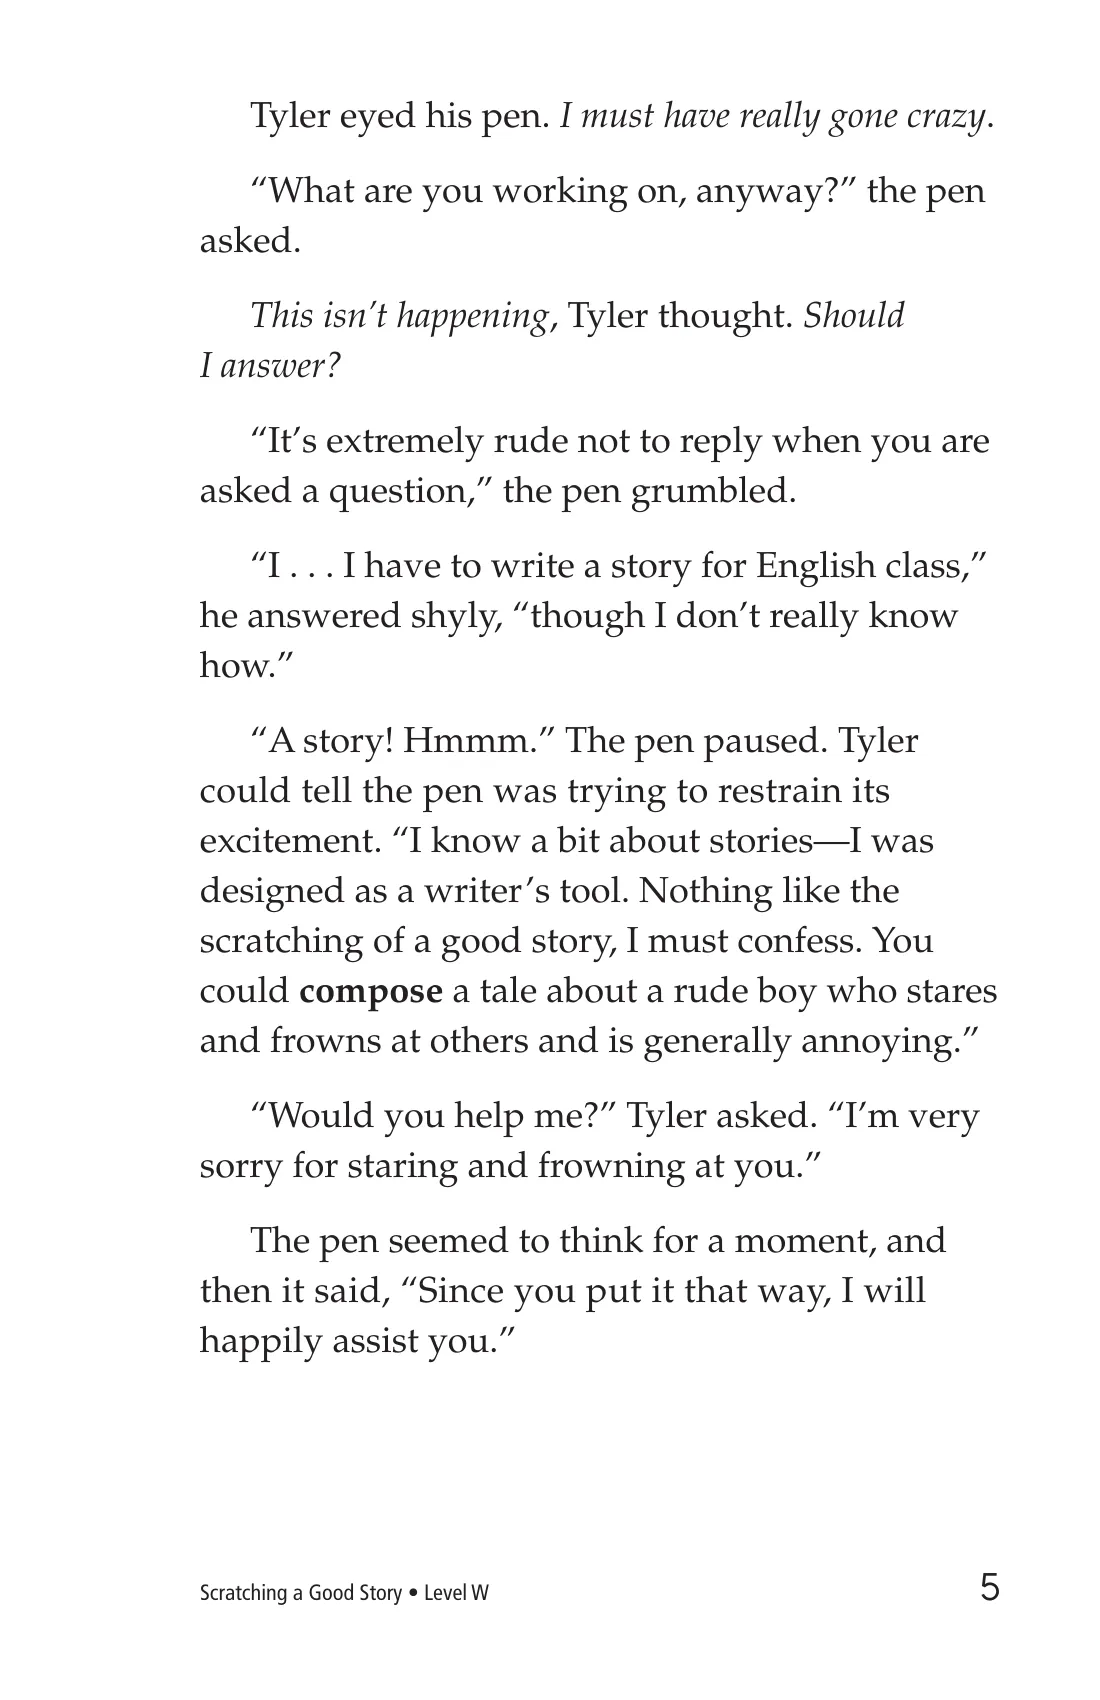 Tyler eyed his pen. I must have really gone crazy.
“What are you working on, anyway?” the pen
asked.
This isn’t happening, Tyler thought. Should
I answer?
“It’s extremely rude not to reply when you are
asked a question,” the pen grumbled.
“I . . . I have to write a story for English class,”
he answered shyly, “though I don’t really know
how.”
“A story! Hmmm.” The pen paused. Tyler
could tell the pen was trying to restrain its
excitement. “I know a bit about stories—I was
designed as a writer’s tool. Nothing like the
scratching of a good story, I must confess. You
could compose a tale about a rude boy who stares
and frowns at others and is generally annoying.”
“Would you help me?” Tyler asked. “I’m very
sorry for staring and frowning at you.”
The pen seemed to think for a moment, and
then it said, “Since you put it that way, I will
happily assist you.”
Scratching a Good Story • Level W 5